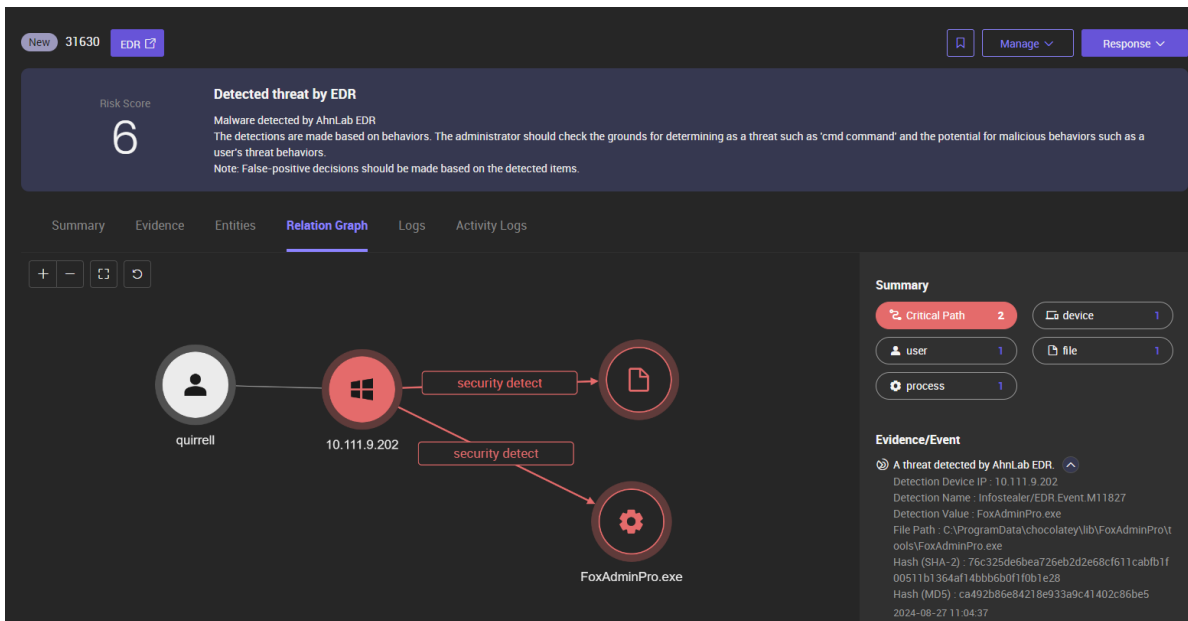 New 31630 EDR
Manage
Response
Risk Score
6
Detected threat by EDR
Malware detected by AhnLab EDR
The detections are made based on behaviors. The administrator should check the grounds for determining as a threat such as 'cmd command' and the potential for malicious behaviors such as a
user's threat behaviors.
Note: False-positive decisions should be made based on the detected items.
Summary Evidence Entities Relation Graph Logs Activity Logs
security detect
quirrell
10.111.9.202
security detect
FoxAdminPro.exe
Summary
Critical Path 2
device 1
user 1
file 1
process 1
Evidence/Event
A threat detected by AhnLab EDR.
Detection Device IP : 10.111.9.202
Detection Name : Infostealer/EDR.Event.M11827
Detection Value : FoxAdminPro.exe
File Path : C:\ProgramData\chocolatey\lib\FoxAdminPro\t
ools\FoxAdminPro.exe
Hash (SHA-2) : 76c325de6bea726eb2d2e68cf611cabfb1f
00511b1364af14bbb6b0f1f0b1e28
Hash (MD5) : ca492b86e84218e933a9c41402c86be5
2024-08-27 11:04:37